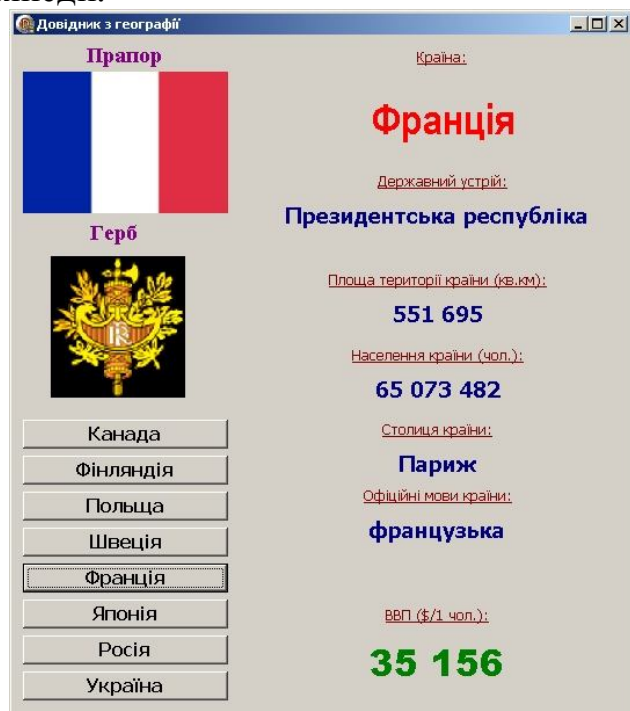 Довідник з географії
Прапор
Герб
Канада
Фінляндія
Польща
Швеція
Франція
Японія
Росія
Україна
Країна:
Франція
Державний устрій:
Президентська республіка
Площа території країни (кв.км):
551 695
Населення країни (чол.):
65 073 482
Столиця країни:
Париж
Офіційні мови країни:
французька
ВВП ($/1 чол.):
35 156